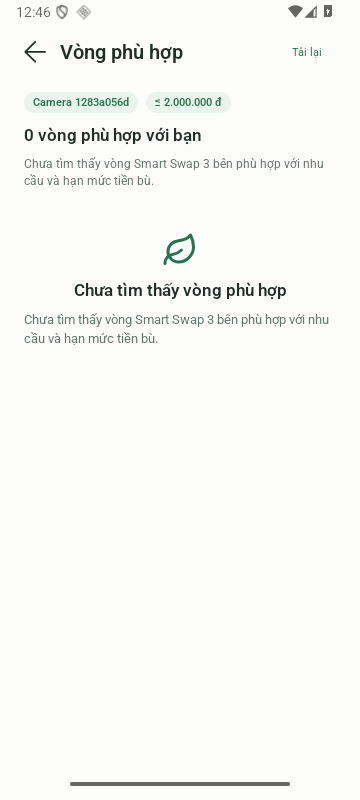 12:46
Vòng phù hợp
Tải lại
Camera 1283a056d
≤ 2.000.000 đ
0 vòng phù hợp với bạn
Chưa tìm thấy vòng Smart Swap 3 bên phù hợp với nhu
cầu và hạn mức tiền bù.
Chưa tìm thấy vòng phù hợp
Chưa tìm thấy vòng Smart Swap 3 bên phù hợp với nhu
cầu và hạn mức tiền bù.